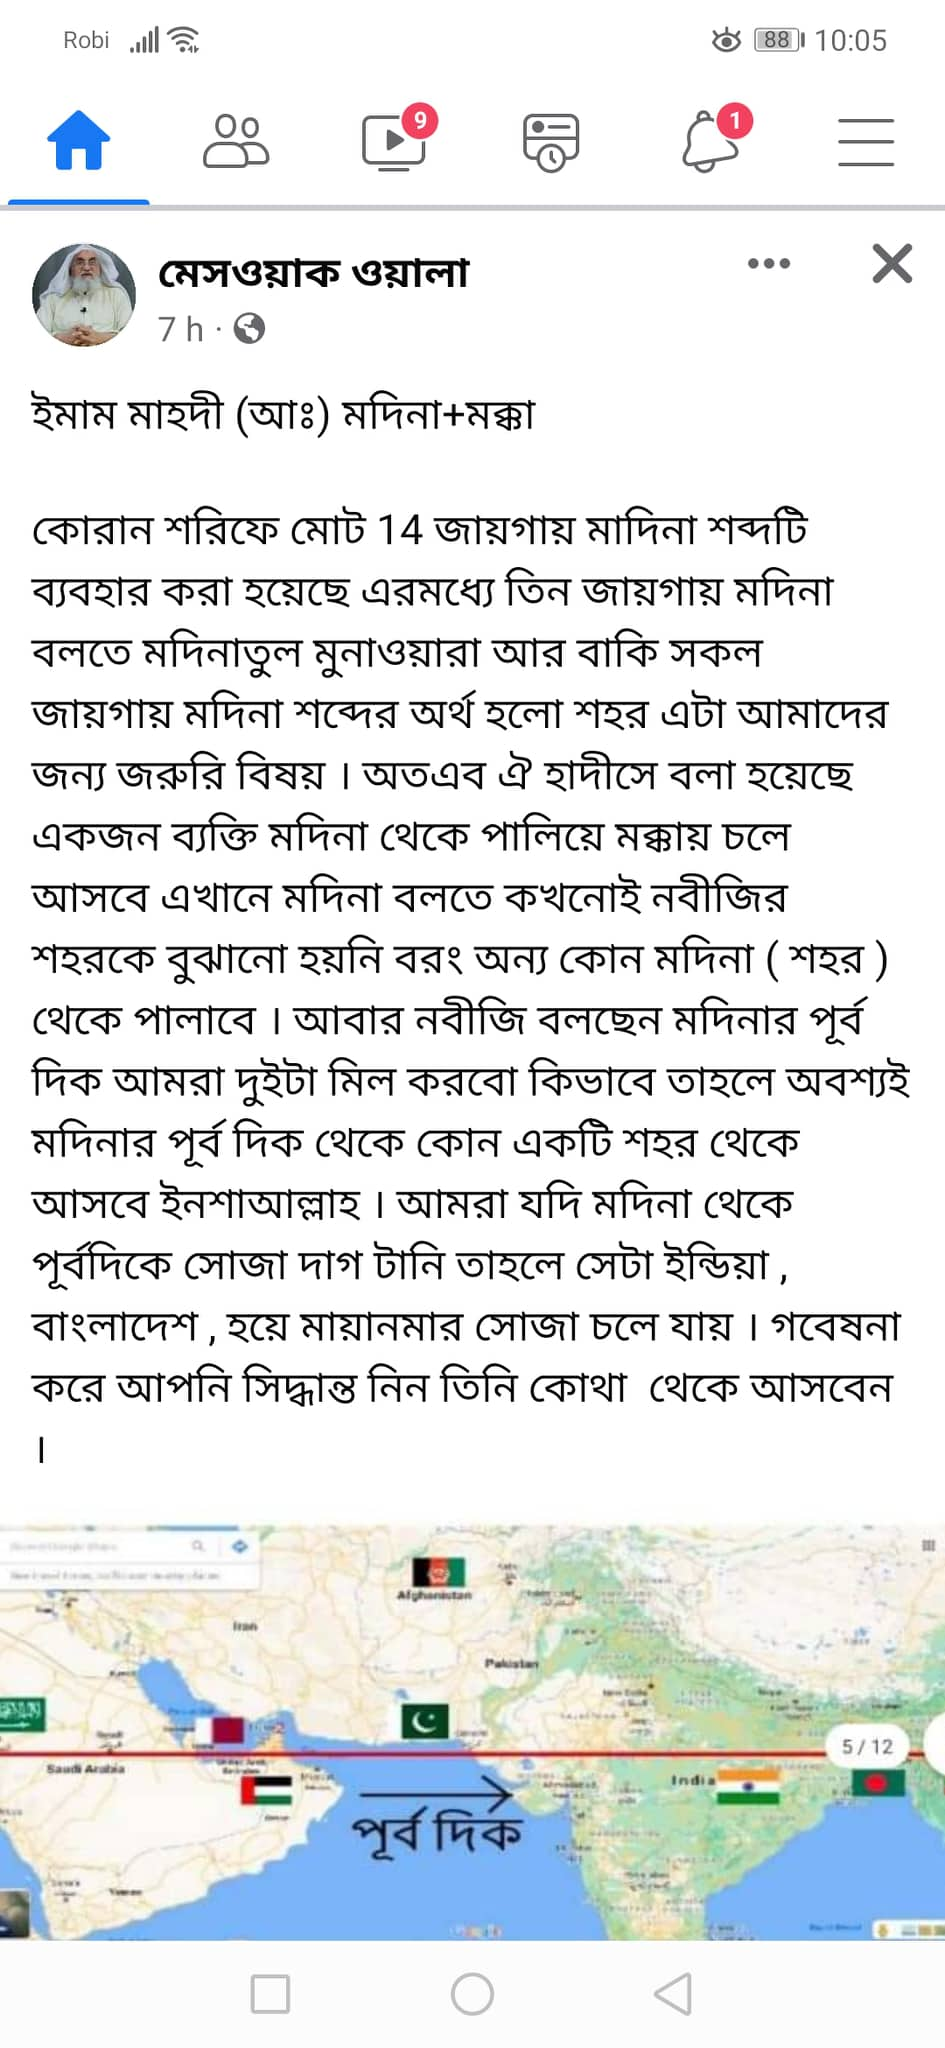 Robi
88 10:05
9
1
মেসওয়াক ওয়ালা
7 h ·
ইমাম মাহদী (আঃ) মদিনা+মক্কা
কোরান শরিফে মোট 14 জায়গায় মাদিনা শব্দটি
ব্যবহার করা হয়েছে এরমধ্যে তিন জায়গায় মদিনা
বলতে মদিনাতুল মুনাওয়ারা আর বাকি সকল
জায়গায় মদিনা শব্দের অর্থ হলো শহর এটা আমাদের
জন্য জরুরি বিষয় । অতএব ঐ হাদীসে বলা হয়েছে
একজন ব্যক্তি মদিনা থেকে পালিয়ে মক্কায় চলে
আসবে এখানে মদিনা বলতে কখনোই নবীজির
শহরকে বুঝানো হয়নি বরং অন্য কোন মদিনা ( শহর )
থেকে পালাবে । আবার নবীজি বলছেন মদিনার পূর্ব
দিক আমরা দুইটা মিল করবো কিভাবে তাহলে অবশ্যই
মদিনার পূর্ব দিক থেকে কোন একটি শহর থেকে
আসবে ইনশাআল্লাহ । আমরা যদি মদিনা থেকে
পূর্বদিকে সোজা দাগ টানি তাহলে সেটা ইন্ডিয়া ,
বাংলাদেশ , হয়ে মায়ানমার সোজা চলে যায় । গবেষনা
করে আপনি সিদ্ধান্ত নিন তিনি কোথা থেকে আসবেন
।
Afghanistan
Iran
Pakistan
5 / 12
Saudi Arabia
India
পূর্ব দিক
Yemen